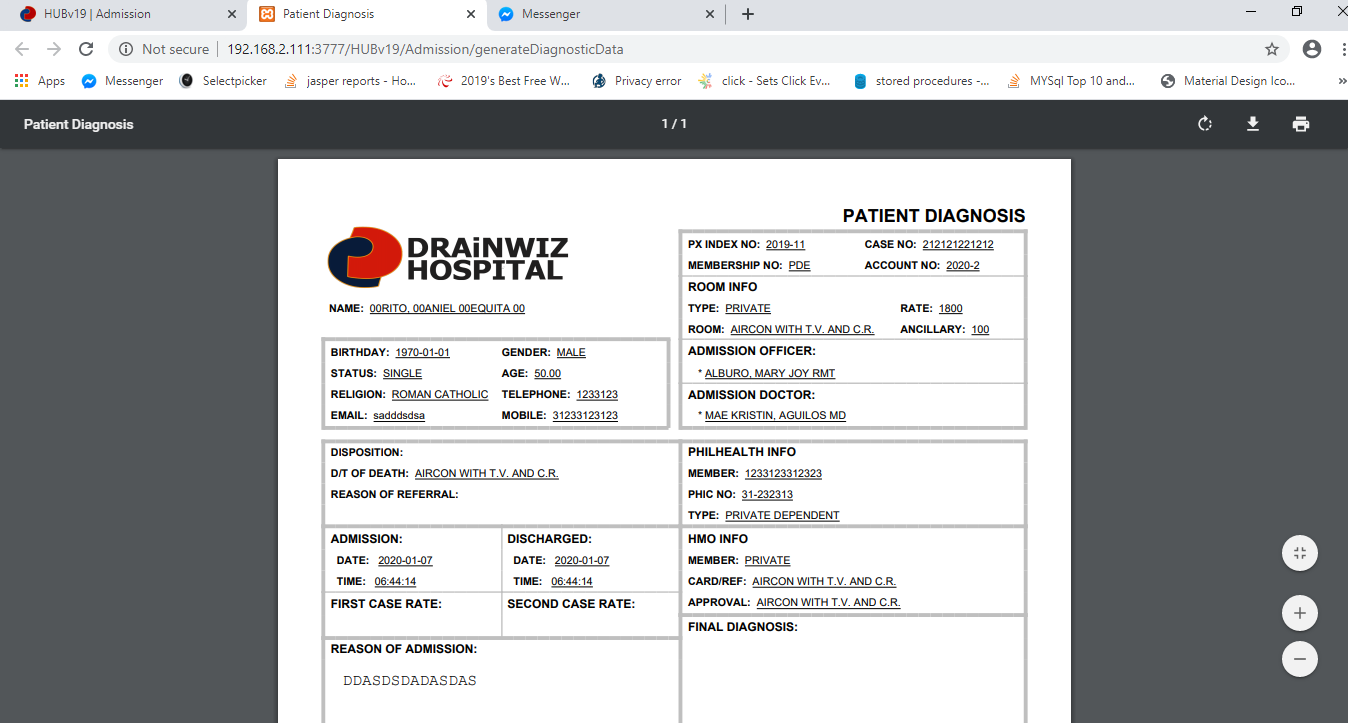 HUBv19 | Admission
Patient Diagnosis
Messenger
Not secure | 192.168.2.111:3777/HUBv19/Admission/generateDiagnosticData
Apps
Messenger
Selectpicker
jasper reports - Ho...
2019's Best Free W...
Privacy error
click - Sets Click Ev...
stored procedures -...
MYSql Top 10 and...
Material Design Ico...
»
Patient Diagnosis
1 / 1
PATIENT DIAGNOSIS
DRAiNWIZ
HOSPITAL
NAME: 00RITO, 00ANIEL 00EQUITA 00
PX INDEX NO: 2019-11 CASE NO: 212121221212
MEMBERSHIP NO: PDE ACCOUNT NO: 2020-2
ROOM INFO
TYPE: PRIVATE RATE: 1800
ROOM: AIRCON WITH T.V. AND C.R. ANCILLARY: 100
ADMISSION OFFICER:
* ALBURO, MARY JOY RMT
ADMISSION DOCTOR:
* MAE KRISTIN, AGUILOS MD
BIRTHDAY: 1970-01-01 GENDER: MALE
STATUS: SINGLE AGE: 50.00
RELIGION: ROMAN CATHOLIC TELEPHONE: 1233123
EMAIL: sadddsdsa MOBILE: 31233123123
DISPOSITION:
D/T OF DEATH: AIRCON WITH T.V. AND C.R.
REASON OF REFERRAL:
PHILHEALTH INFO
MEMBER: 1233123312323
PHIC NO: 31-232313
TYPE: PRIVATE DEPENDENT
ADMISSION: DISCHARGED:
DATE: 2020-01-07 DATE: 2020-01-07
TIME: 06:44:14 TIME: 06:44:14
FIRST CASE RATE: SECOND CASE RATE:
HMO INFO
MEMBER: PRIVATE
CARD/REF: AIRCON WITH T.V. AND C.R.
APPROVAL: AIRCON WITH T.V. AND C.R.
REASON OF ADMISSION:
DDASDSDADASDAS
FINAL DIAGNOSIS: